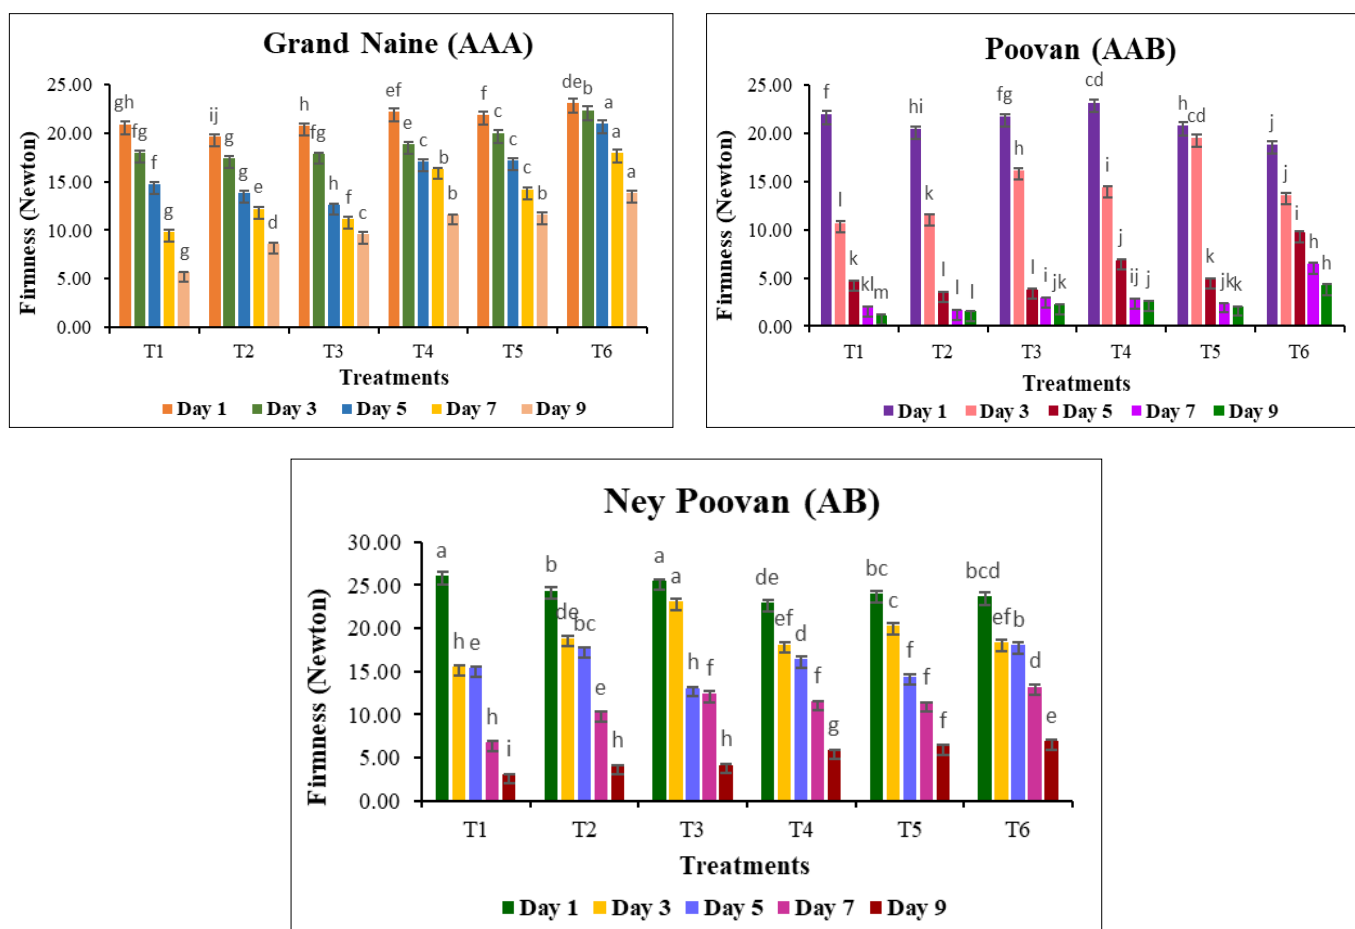 Grand Naine (AAA)
Firmness (Newton)
25.00
20.00
15.00
10.00
5.00
0.00
gh fg f g g
ij g g e d
h fg h f c
ef e c b b
f c c c b
de b a a a
T1 T2 T3 T4 T5 T6
Treatments
Day 1 Day 3 Day 5 Day 7 Day 9
Poovan (AAB)
Firmness (Newton)
25.00
20.00
15.00
10.00
5.00
0.00
f l k kl m
hi k l l l
fg h l i jk
cd i j ij j
h cd k jk k
j j i h h
T1 T2 T3 T4 T5 T6
Treatments
Day 1 Day 3 Day 5 Day 7 Day 9
Ney Poovan (AB)
Firmness (Newton)
30.00
25.00
20.00
15.00
10.00
5.00
0.00
a h e h i
b de bc e h
a a h f h
de ef d f g
bc c f f f
bcd ef b d e
T1 T2 T3 T4 T5 T6
Treatments
Day 1 Day 3 Day 5 Day 7 Day 9